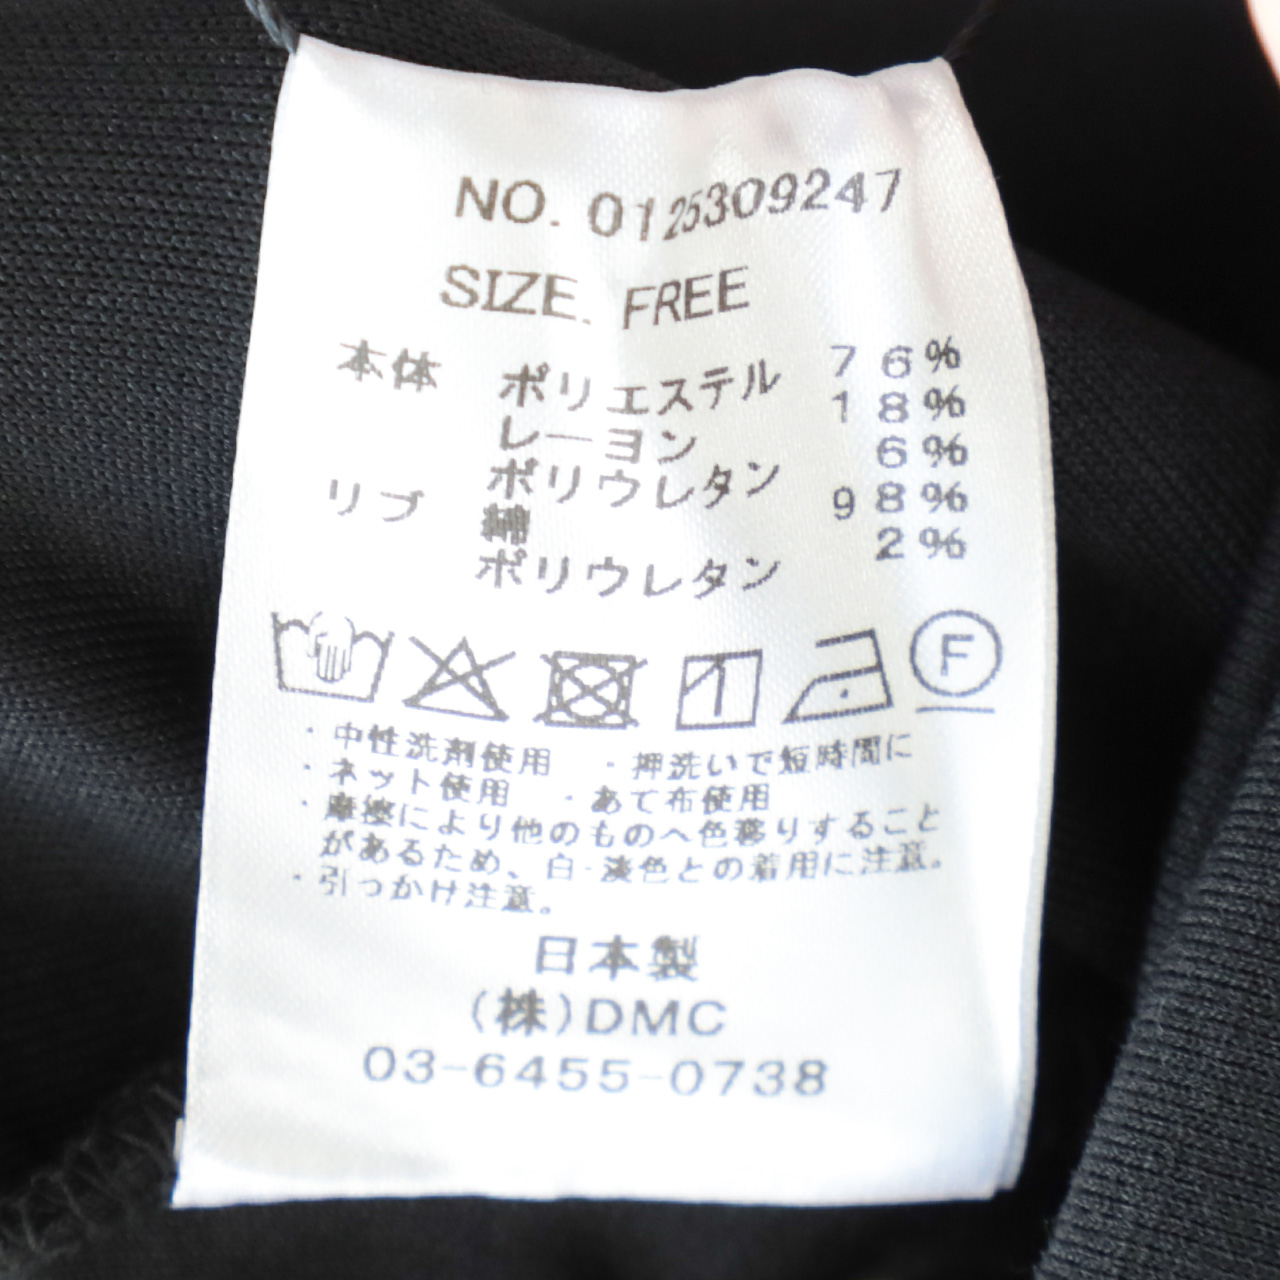 NO. 0125309247
SIZE. FREE
本体 ポリエステル 76%
レーヨン 18%
ポリウレタン 6%
リブ 綿 98%
ポリウレタン 2%
F
・中性洗剤使用 ・押洗いで短時間に
・ネット使用 ・あて布使用
・摩擦により他のものへ色移りすること
があるため、白・淡色との着用に注意。
・引っかけ注意。
日本製
(株)DMC
03-6455-0738